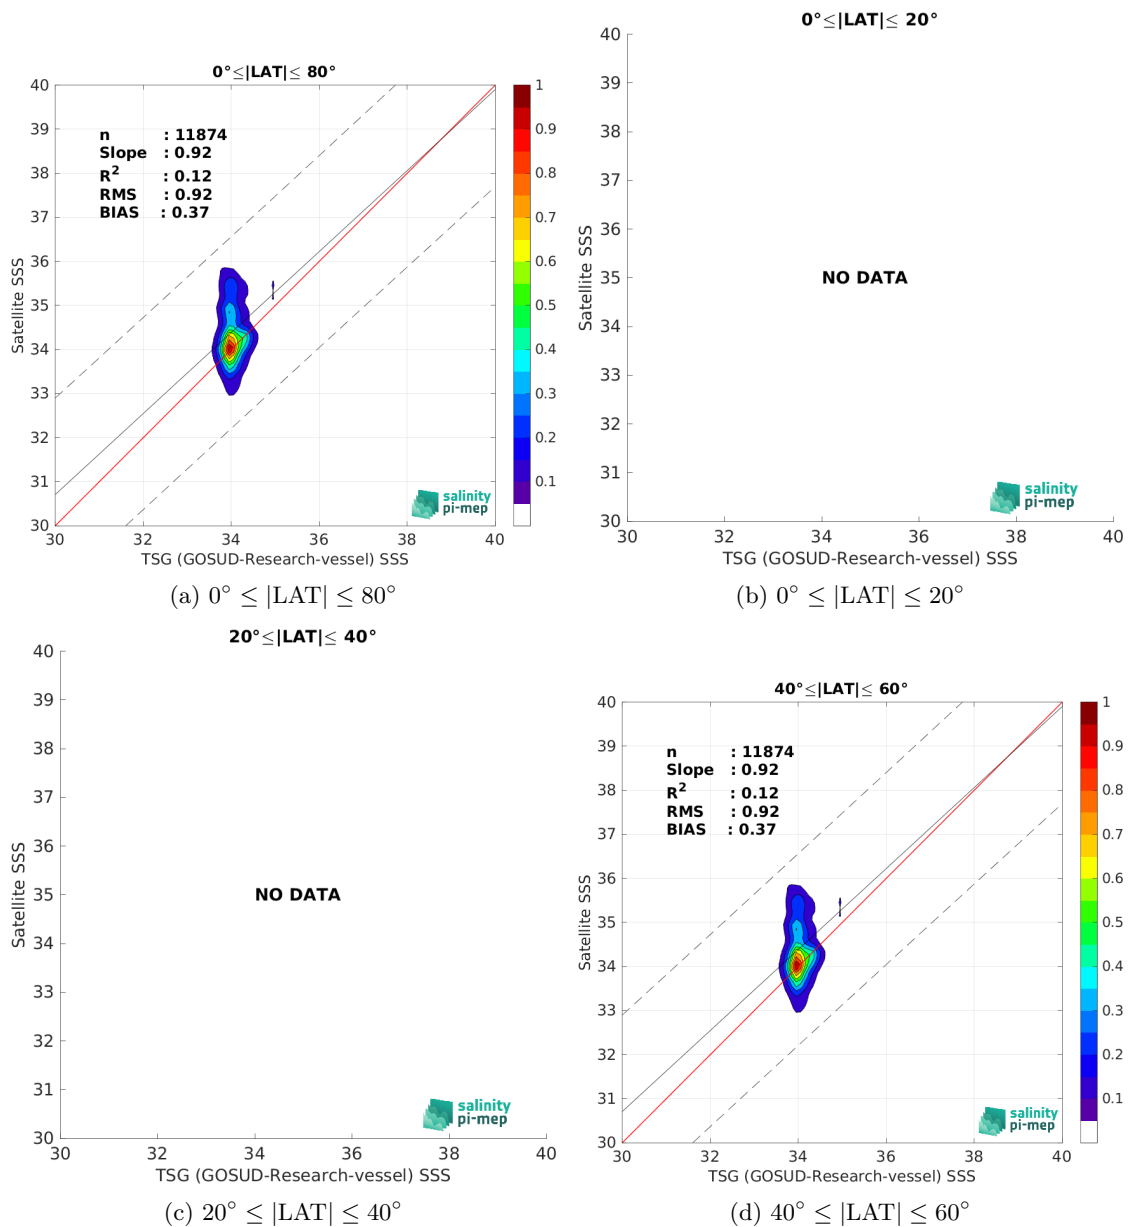 0°≤|LAT|≤ 80°
40
39
38
37
36
35
34
33
32
31
30
Satellite SSS
n : 11874
Slope : 0.92
R² : 0.12
RMS : 0.92
BIAS : 0.37
salinity
pi-mep
30 32 34 36 38 40
TSG (GOSUD-Research-vessel) SSS
1
0.9
0.8
0.7
0.6
0.5
0.4
0.3
0.2
0.1
(a) 0° ≤ |LAT| ≤ 80°
0°≤|LAT|≤ 20°
40
39
38
37
36
35
34
33
32
31
30
Satellite SSS
NO DATA
salinity
pi-mep
30 32 34 36 38 40
TSG (GOSUD-Research-vessel) SSS
(b) 0° ≤ |LAT| ≤ 20°
20°≤|LAT|≤ 40°
40
39
38
37
36
35
34
33
32
31
30
Satellite SSS
NO DATA
salinity
pi-mep
30 32 34 36 38 40
TSG (GOSUD-Research-vessel) SSS
(c) 20° ≤ |LAT| ≤ 40°
40°≤|LAT|≤ 60°
40
39
38
37
36
35
34
33
32
31
30
Satellite SSS
n : 11874
Slope : 0.92
R² : 0.12
RMS : 0.92
BIAS : 0.37
salinity
pi-mep
30 32 34 36 38 40
TSG (GOSUD-Research-vessel) SSS
1
0.9
0.8
0.7
0.6
0.5
0.4
0.3
0.2
0.1
(d) 40° ≤ |LAT| ≤ 60°